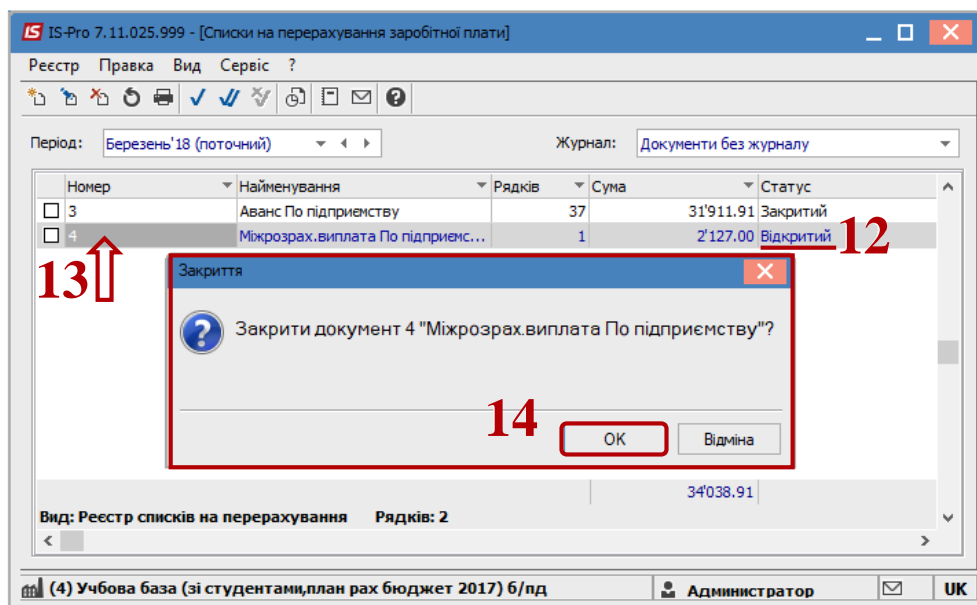 IS-Pro 7.11.025.999 - [Списки на перерахування заробітної плати]
Реєстр Правка Вид Сервіс ?
Період: Березень'18 (поточний) Журнал: Документи без журналу
Номер Найменування Рядків Сума Статус
3 Аванс По підприемству 37 31'911.91 Закритий
4 Міжрозрах.виплата По підприємс... 1 2'127.00 Відкритий 12
13
Закриття
Закрити документ 4 "Міжрозрах.виплата По підприємству"?
14
OK Відміна
34'038.91
Вид: Реєстр списків на перерахування Рядків: 2
(4) Учбова база (зі студентами,план рах бюджет 2017) б/пд Администратор UK